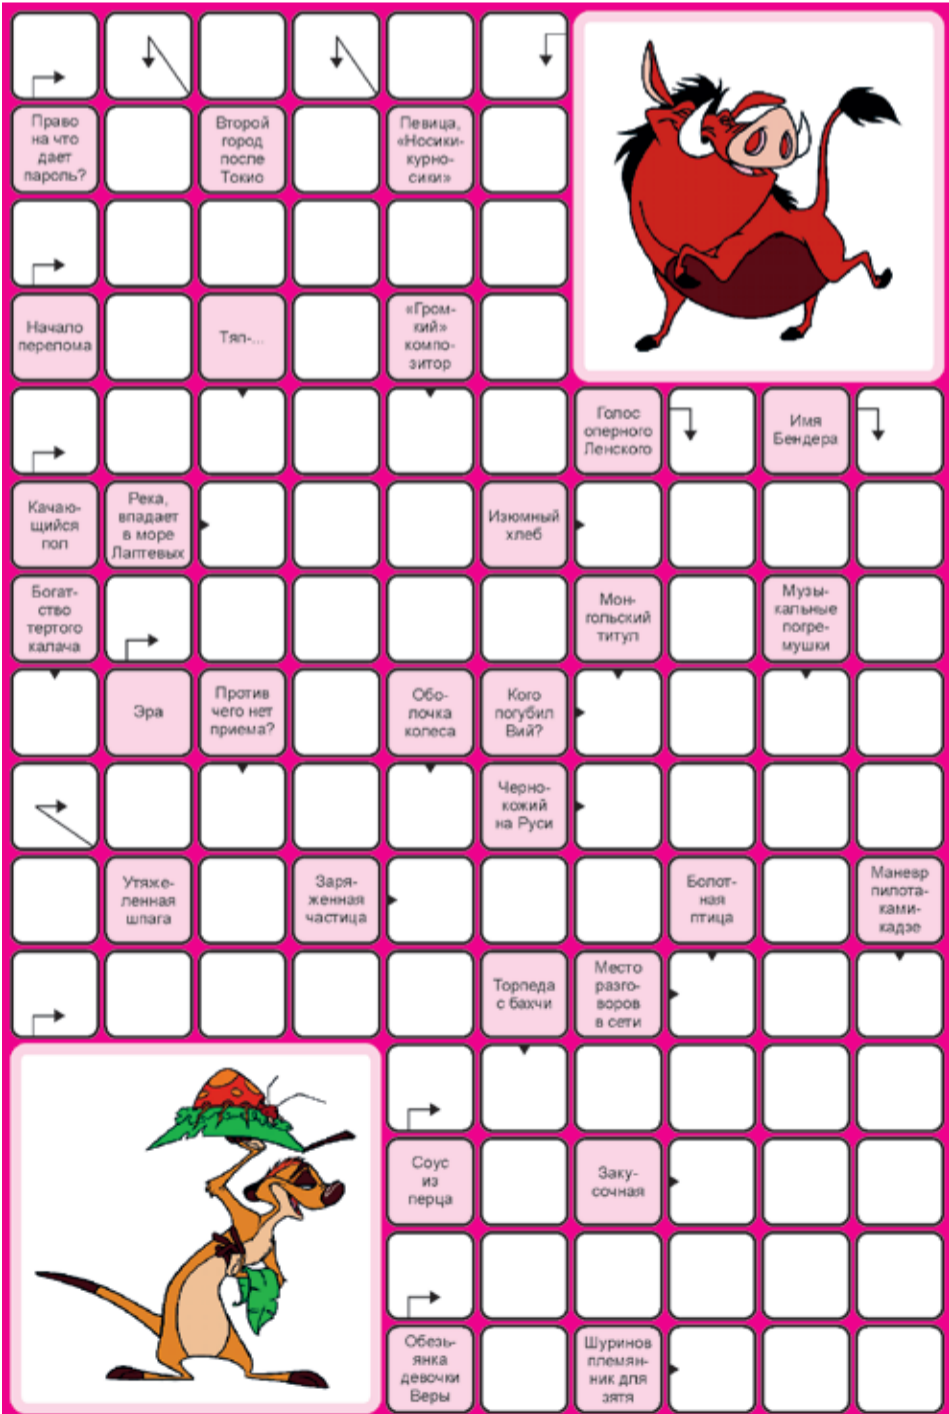 Право
на что
дает
пароль?
Второй
город
после
Токио
Певица,
«Носики-
курно-
сики»
Начало
перелома
Тяп-...
«Гром-
кий»
компо-
зитор
Голос
оперного
Ленского
Имя
Бендера
Качаю-
щийся
пол
Река,
впадает
в море
Лаптевых
Изюмный
хлеб
Богат-
ство
тертого
калача
Мон-
гольский
титул
Музы-
кальные
погре-
мушки
Эра
Против
чего нет
приема?
Обо-
лочка
колеса
Кого
погубил
Вий?
Черно-
кожий
на Руси
Утяже-
ленная
шпага
Заря-
женная
частица
Болот-
ная
птица
Маневр
пилота-
ками-
кадзе
Торпеда
с бахчи
Место
разго-
воров
в сети
Соус
из
перца
Заку-
сочная
Обезь-
янка
девочки
Веры
Шуринов
племян-
ник для
зятя